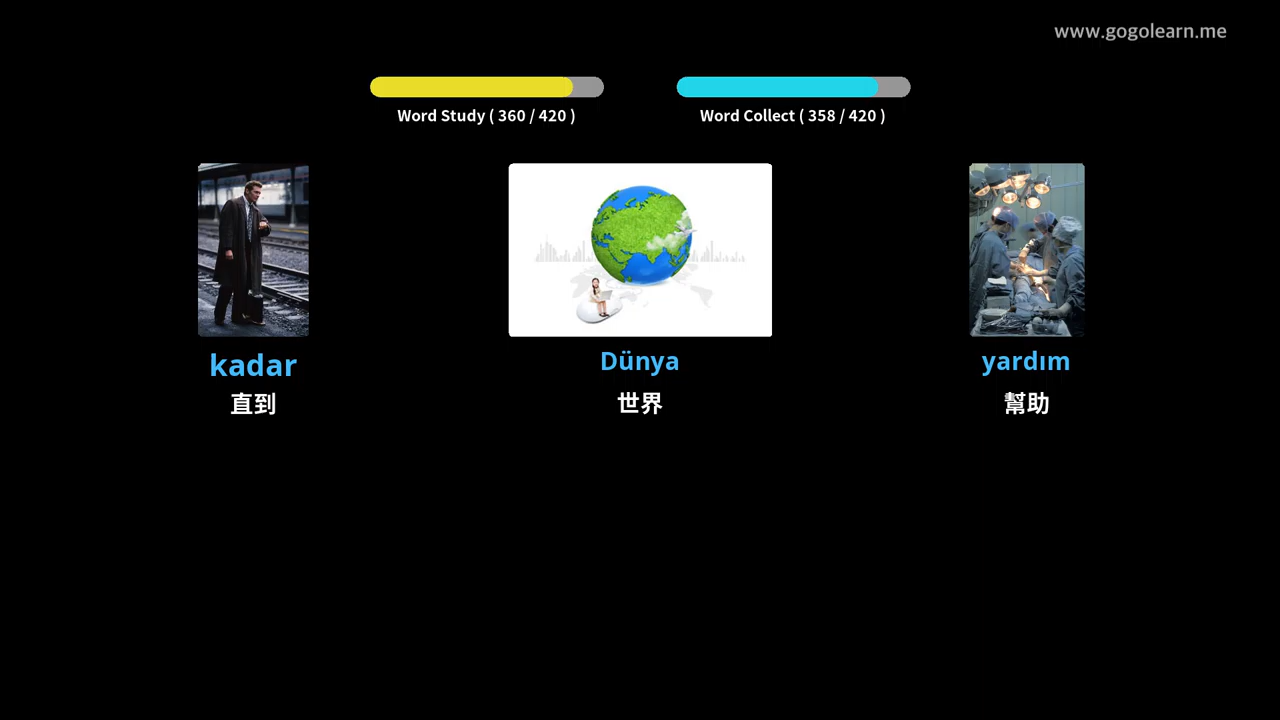 www.gogolearn.me
Word Study ( 360 / 420 )
Word Collect ( 358 / 420 )
kadar
Dünya
yardım
直到
世界
幫助